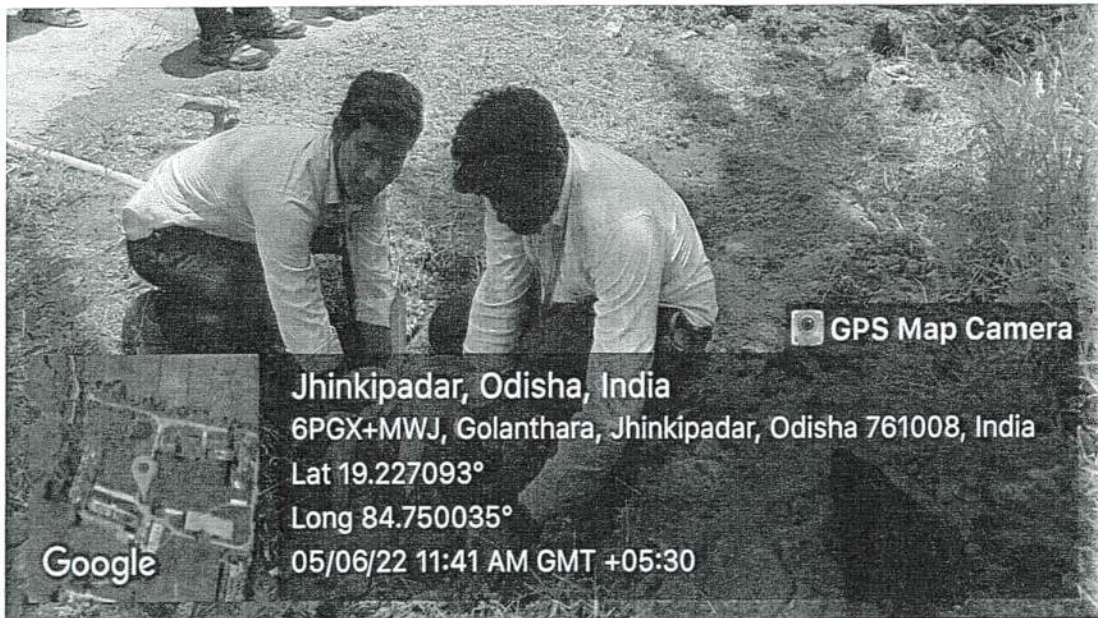 GPS Map Camera
Jhinkipadar, Odisha, India
6PGX+MWJ, Golanthara, Jhinkipadar, Odisha 761008, India
Lat 19.227093°
Long 84.750035°
05/06/22 11:41 AM GMT +05:30
Google